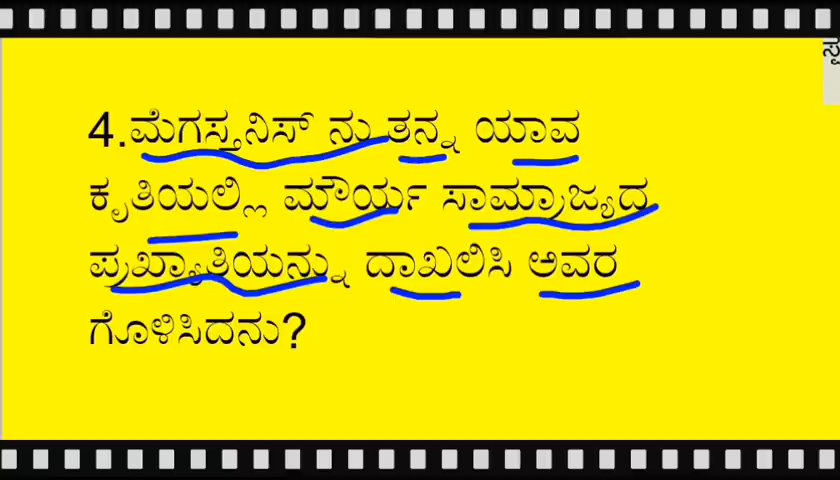 4.ಮೆಗಸ್ತನಿಸ್ ನು ತನ್ನ ಯಾವ
ಕೃತಿಯಲ್ಲಿ ಮೌರ್ಯ ಸಾಮ್ರಾಜ್ಯದ
ಪ್ರಖ್ಯಾತಿಯನ್ನು ದಾಖಲಿಸಿ ಅವರ
ಗೊಳಿಸಿದನು?